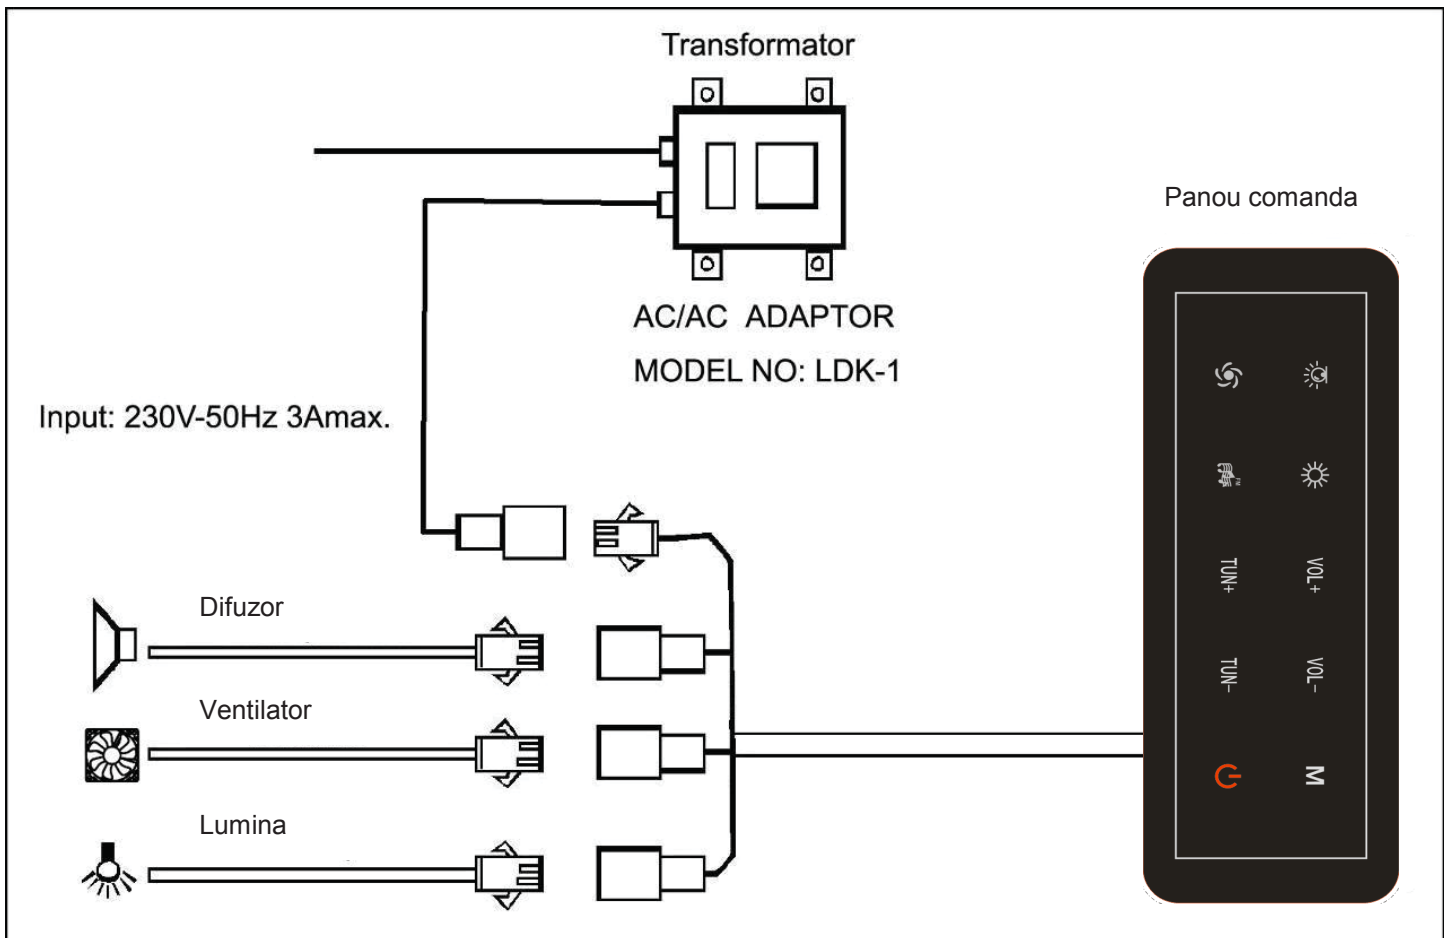 Transformator
Panou comanda
AC/AC ADAPTOR
MODEL NO: LDK-1
Input: 230V-50Hz 3Amax.
FM
TUN+
VOL+
Difuzor
TUN-
VOL-
Ventilator
M
Lumina